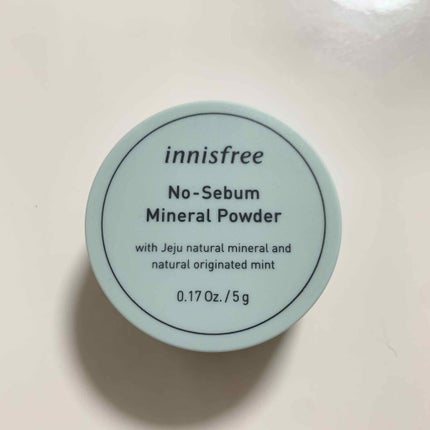 innisfree
No-Sebum
Mineral Powder
with Jeju natural mineral and
natural originated mint
0.17 Oz. / 5 g